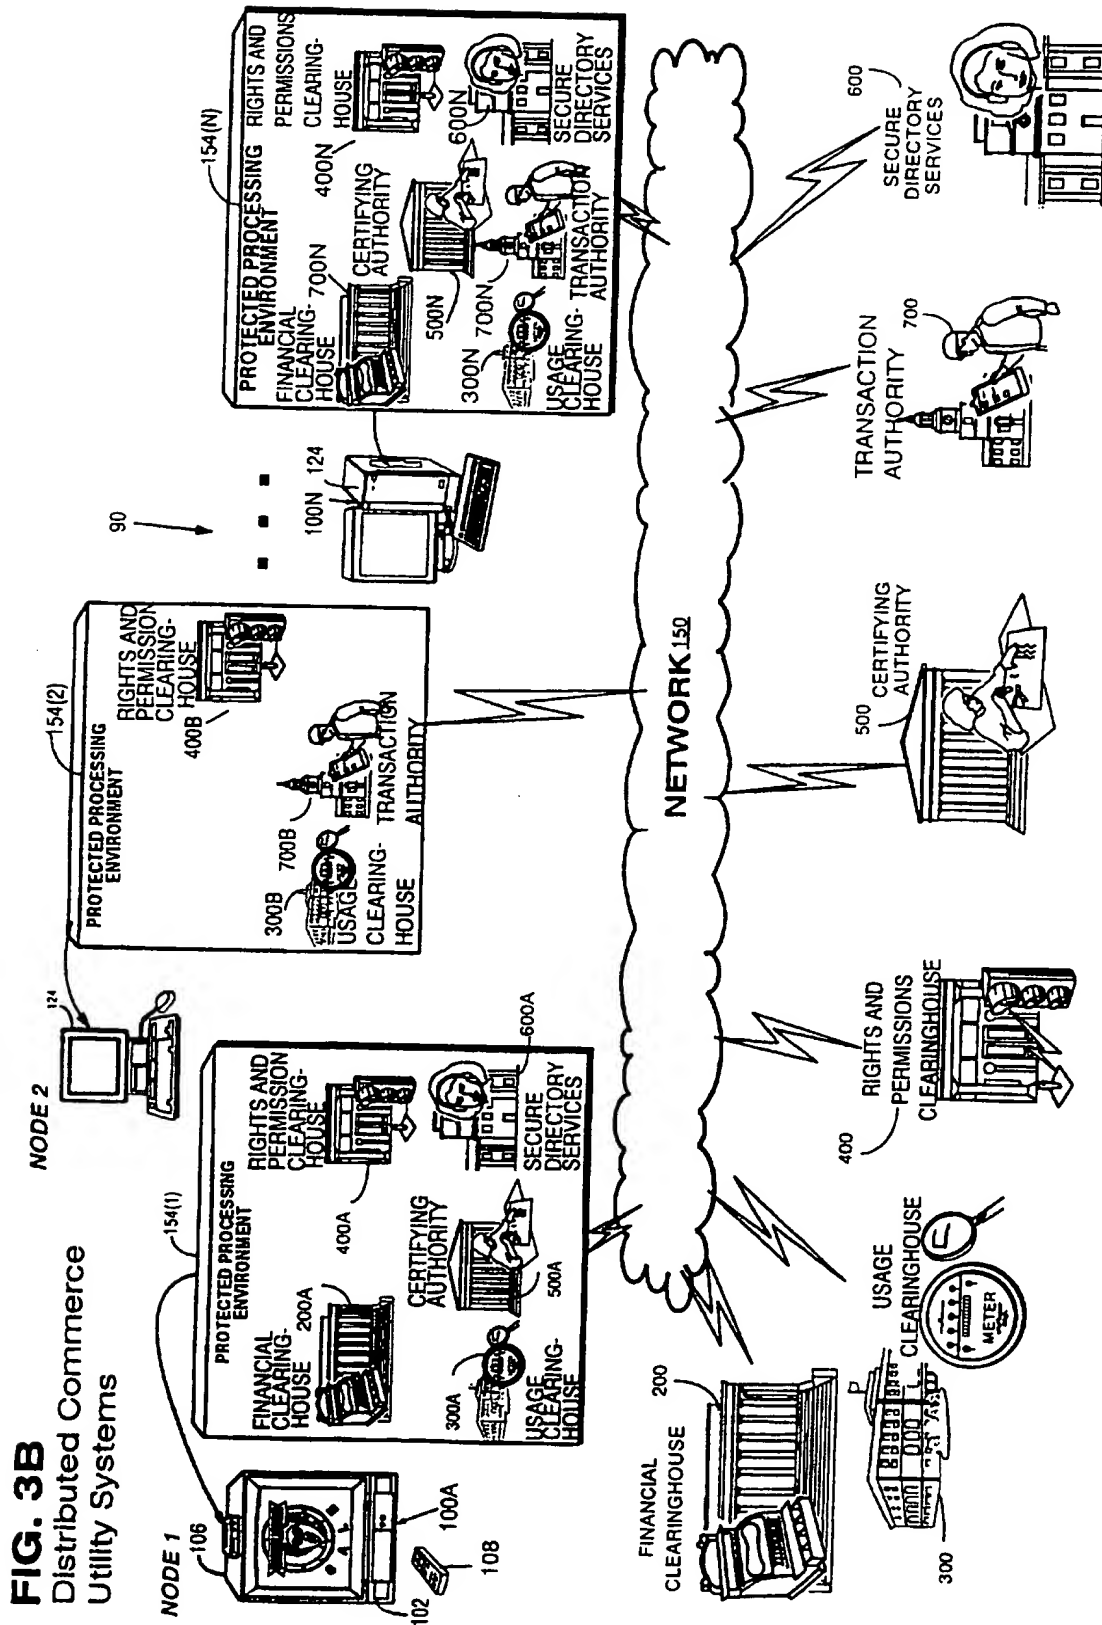 FIG. 3B
Distributed Commerce
Utility Systems
NODE 1
106
102
100A
108
154(1)
PROTECTED PROCESSING
ENVIRONMENT
FINANCIAL
CLEARING-
HOUSE
200A
RIGHTS AND
PERMISSION
CLEARING-
HOUSE
400A
CERTIFYING
AUTHORITY
500A
300A
USAGE
CLEARING-
HOUSE
SECURE
DIRECTORY
SERVICES
600A
NODE 2
124
154(2)
PROTECTED PROCESSING
ENVIRONMENT
RIGHTS AND
PERMISSION
CLEARING-
HOUSE
400B
300B
USAGE
CLEARING-
HOUSE
700B
TRANSACTION
AUTHORITY
90
100N
124
154(N)
PROTECTED PROCESSING
ENVIRONMENT
FINANCIAL
CLEARING-
HOUSE
700N
RIGHTS AND
PERMISSIONS
CLEARING-
HOUSE
400N
CERTIFYING
AUTHORITY
500N
300N
USAGE
CLEARING-
HOUSE
700N
TRANSACTION
AUTHORITY
600N
SECURE
DIRECTORY
SERVICES
NETWORK 150
FINANCIAL
CLEARINGHOUSE
200
300
USAGE
CLEARINGHOUSE
METER
400
RIGHTS AND
PERMISSIONS
CLEARINGHOUSE
500
CERTIFYING
AUTHORITY
TRANSACTION
AUTHORITY
700
600
SECURE
DIRECTORY
SERVICES